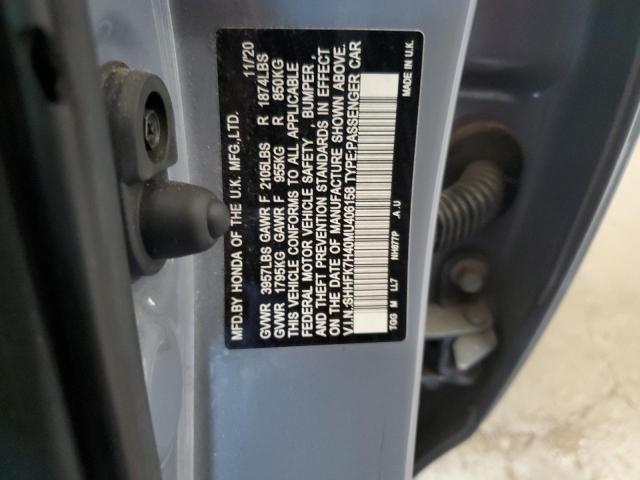 MFD.BY HONDA OF THE U.K. MFG.,LTD. 11/20
GVWR 3957LBS GAWR F 2105LBS R 1874LBS
GVWR 1795KG GAWR F 955KG R 850KG
THIS VEHICLE CONFORMS TO ALL APPLICABLE
FEDERAL MOTOR VEHICLE SAFETY, BUMPER,
AND THEFT PREVENTION STANDARDS IN EFFECT
ON THE DATE OF MANUFACTURE SHOWN ABOVE.
V.I.N.:SHHFK7H40MU406158 TYPE:PASSENGER CAR
TGG M LL7 NH877P A.U MADE IN U.K.